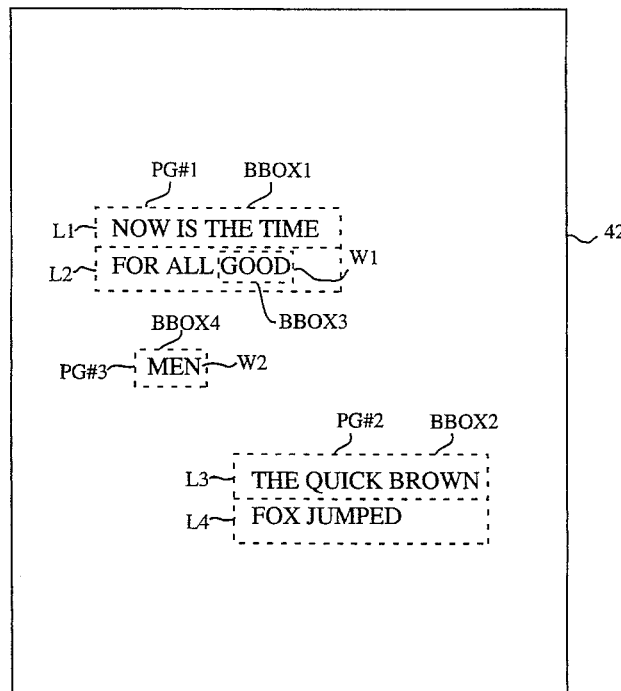 PG#1 BBOX1
L1 NOW IS THE TIME
42
L2 FOR ALL GOOD W1
BBOX4 BBOX3
PG#3 MEN W2
PG#2 BBOX2
L3 THE QUICK BROWN
L4 FOX JUMPED